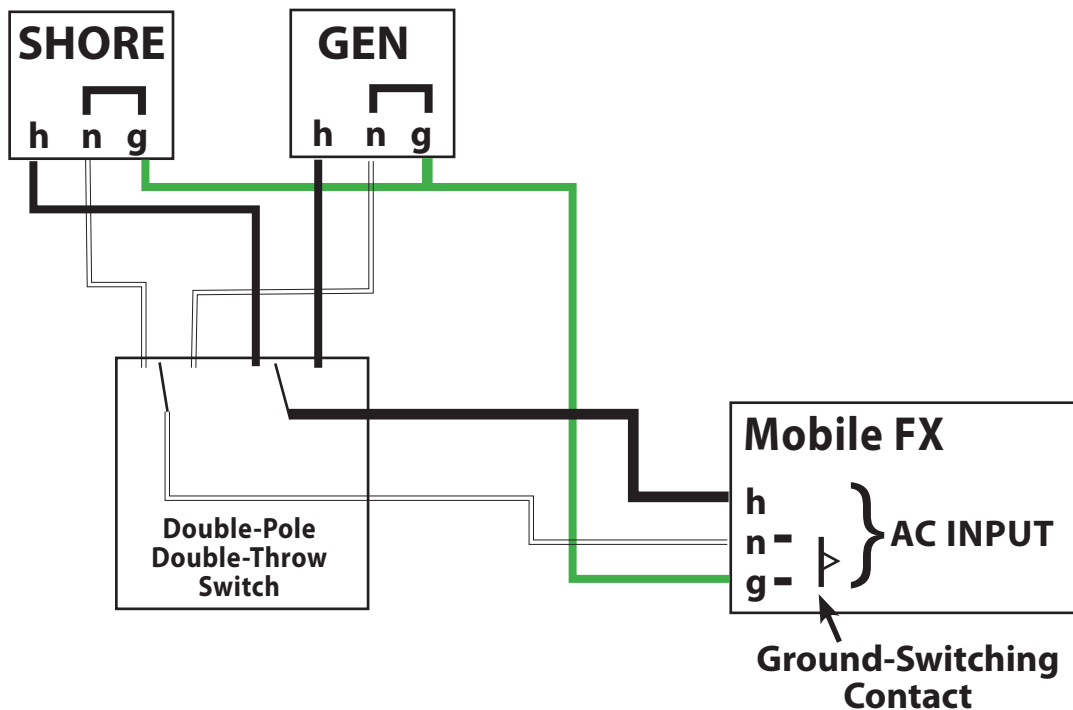 SHORE
h n g
GEN
h n g
Double-Pole
Double-Throw
Switch
Mobile FX
h
n -
g -
} AC INPUT
Ground-Switching
Contact